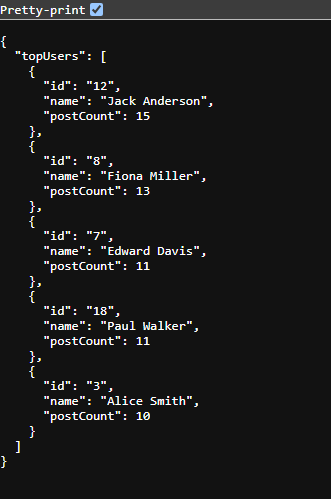 Pretty-print
{
  "topUsers": [
    {
      "id": "12",
      "name": "Jack Anderson",
      "postCount": 15
    },
    {
      "id": "8",
      "name": "Fiona Miller",
      "postCount": 13
    },
    {
      "id": "7",
      "name": "Edward Davis",
      "postCount": 11
    },
    {
      "id": "18",
      "name": "Paul Walker",
      "postCount": 11
    },
    {
      "id": "3",
      "name": "Alice Smith",
      "postCount": 10
    }
  ]
}